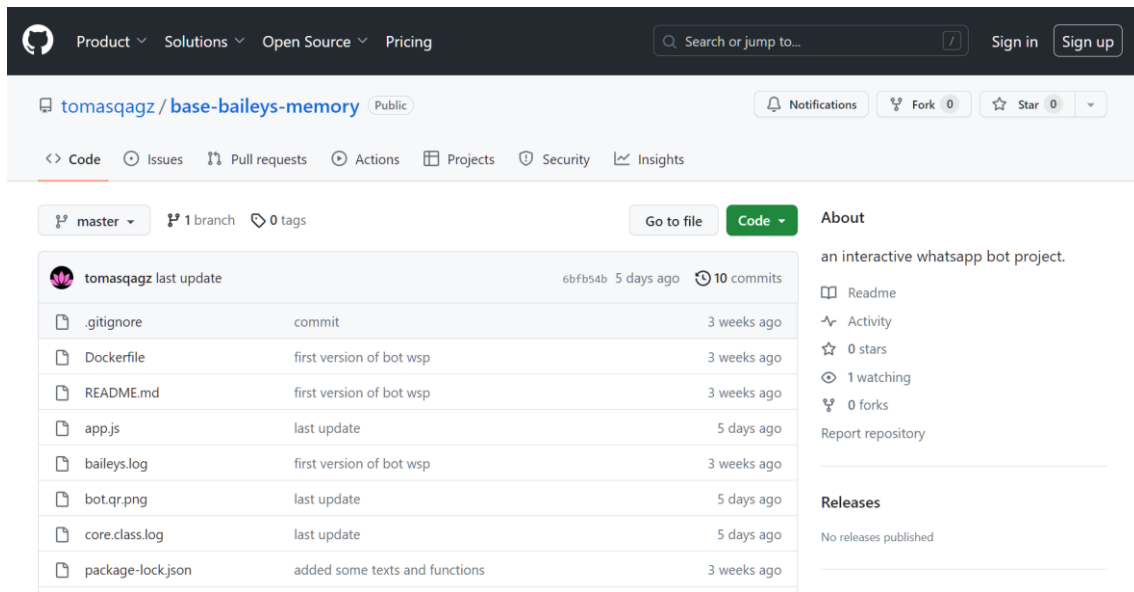 Product Solutions Open Source Pricing Search or jump to... / Sign in Sign up
tomasqagz / base-baileys-memory Public Notifications Fork 0 Star 0
Code Issues Pull requests Actions Projects Security Insights
master 1 branch 0 tags Go to file Code
tomasqagz last update 6bfb54b 5 days ago 10 commits
.gitignore commit 3 weeks ago
Dockerfile first version of bot wsp 3 weeks ago
README.md first version of bot wsp 3 weeks ago
app.js last update 5 days ago
baileys.log first version of bot wsp 3 weeks ago
bot.qr.png last update 5 days ago
core.class.log last update 5 days ago
package-lock.json added some texts and functions 3 weeks ago
About
an interactive whatsapp bot project.
Readme
Activity
0 stars
1 watching
0 forks
Report repository
Releases
No releases published